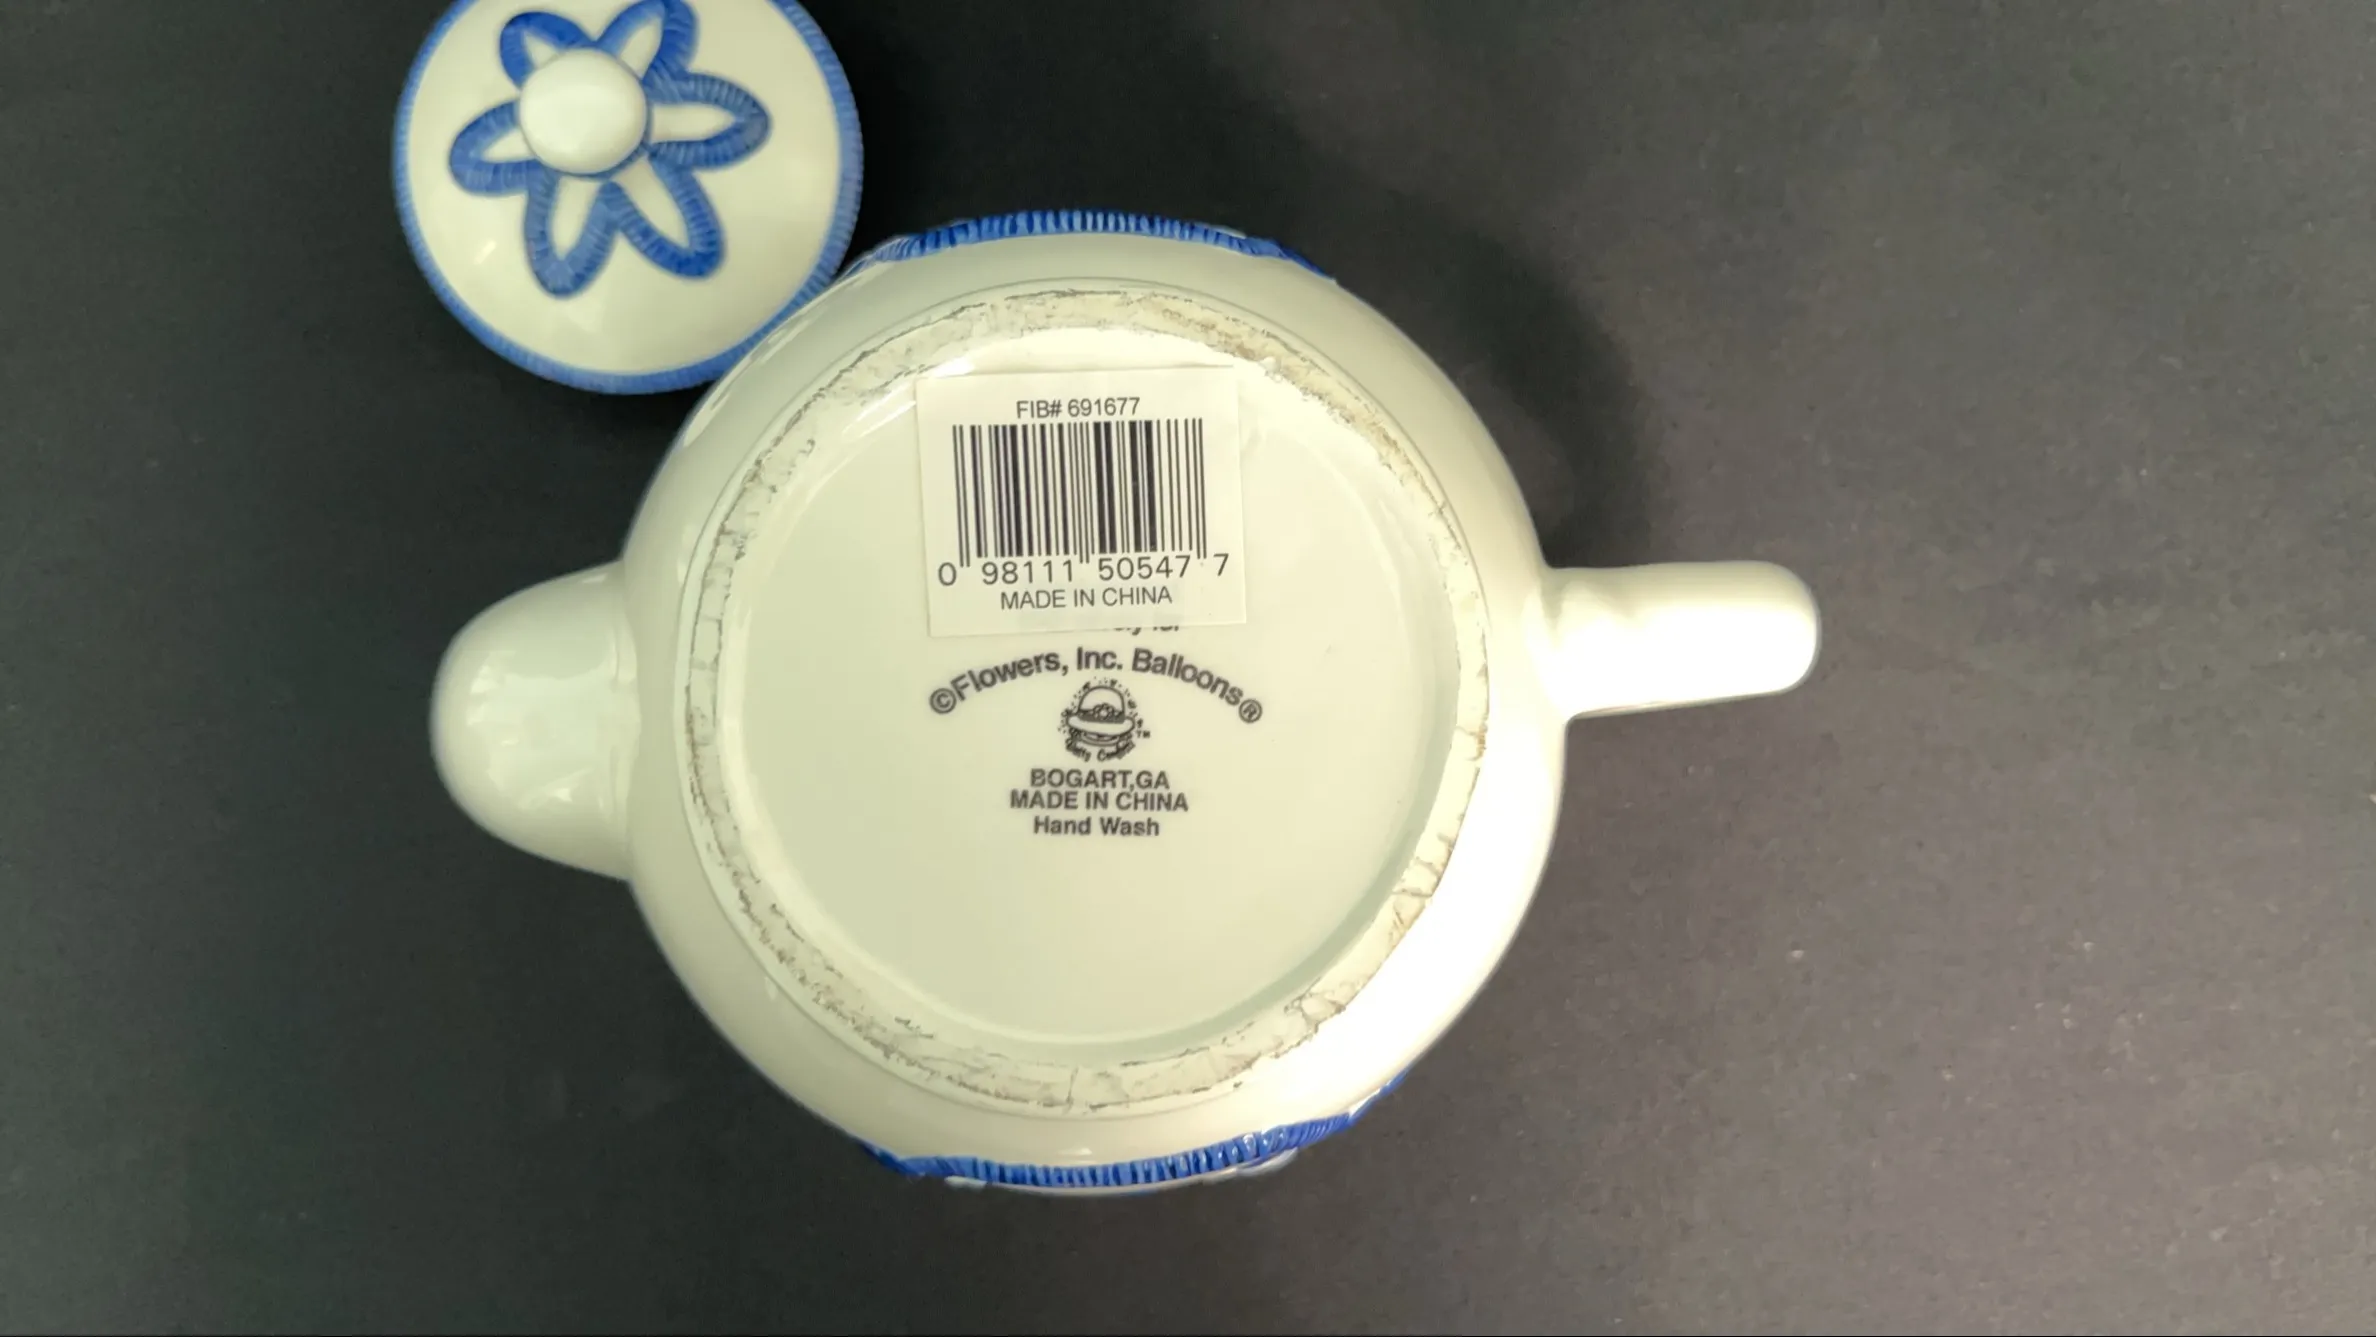 FIB# 691677
0 98111 50547 7
MADE IN CHINA
©Flowers, Inc. Balloons®
TM
BOGART,GA
MADE IN CHINA
Hand Wash